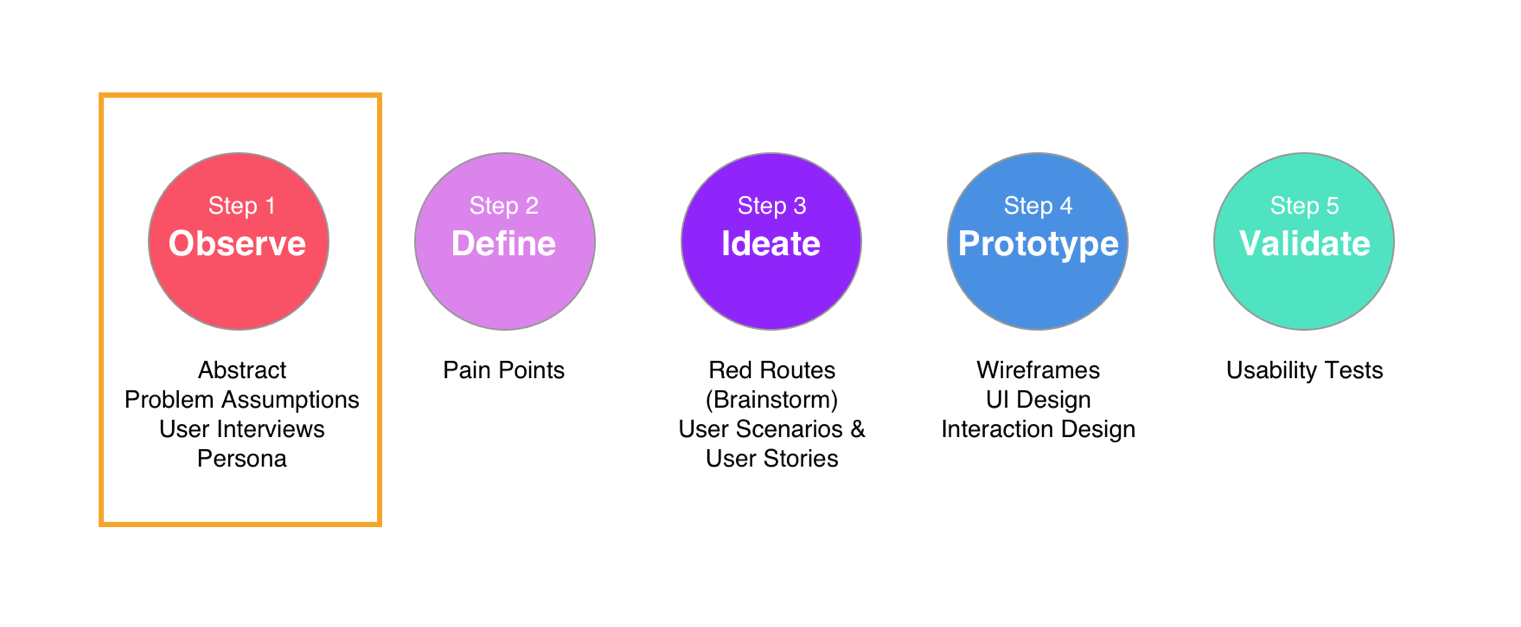 Step 1
Observe
Abstract
Problem Assumptions
User Interviews
Persona
Step 2
Define
Pain Points
Step 3
Ideate
Red Routes
(Brainstorm)
User Scenarios &
User Stories
Step 4
Prototype
Wireframes
UI Design
Interaction Design
Step 5
Validate
Usability Tests